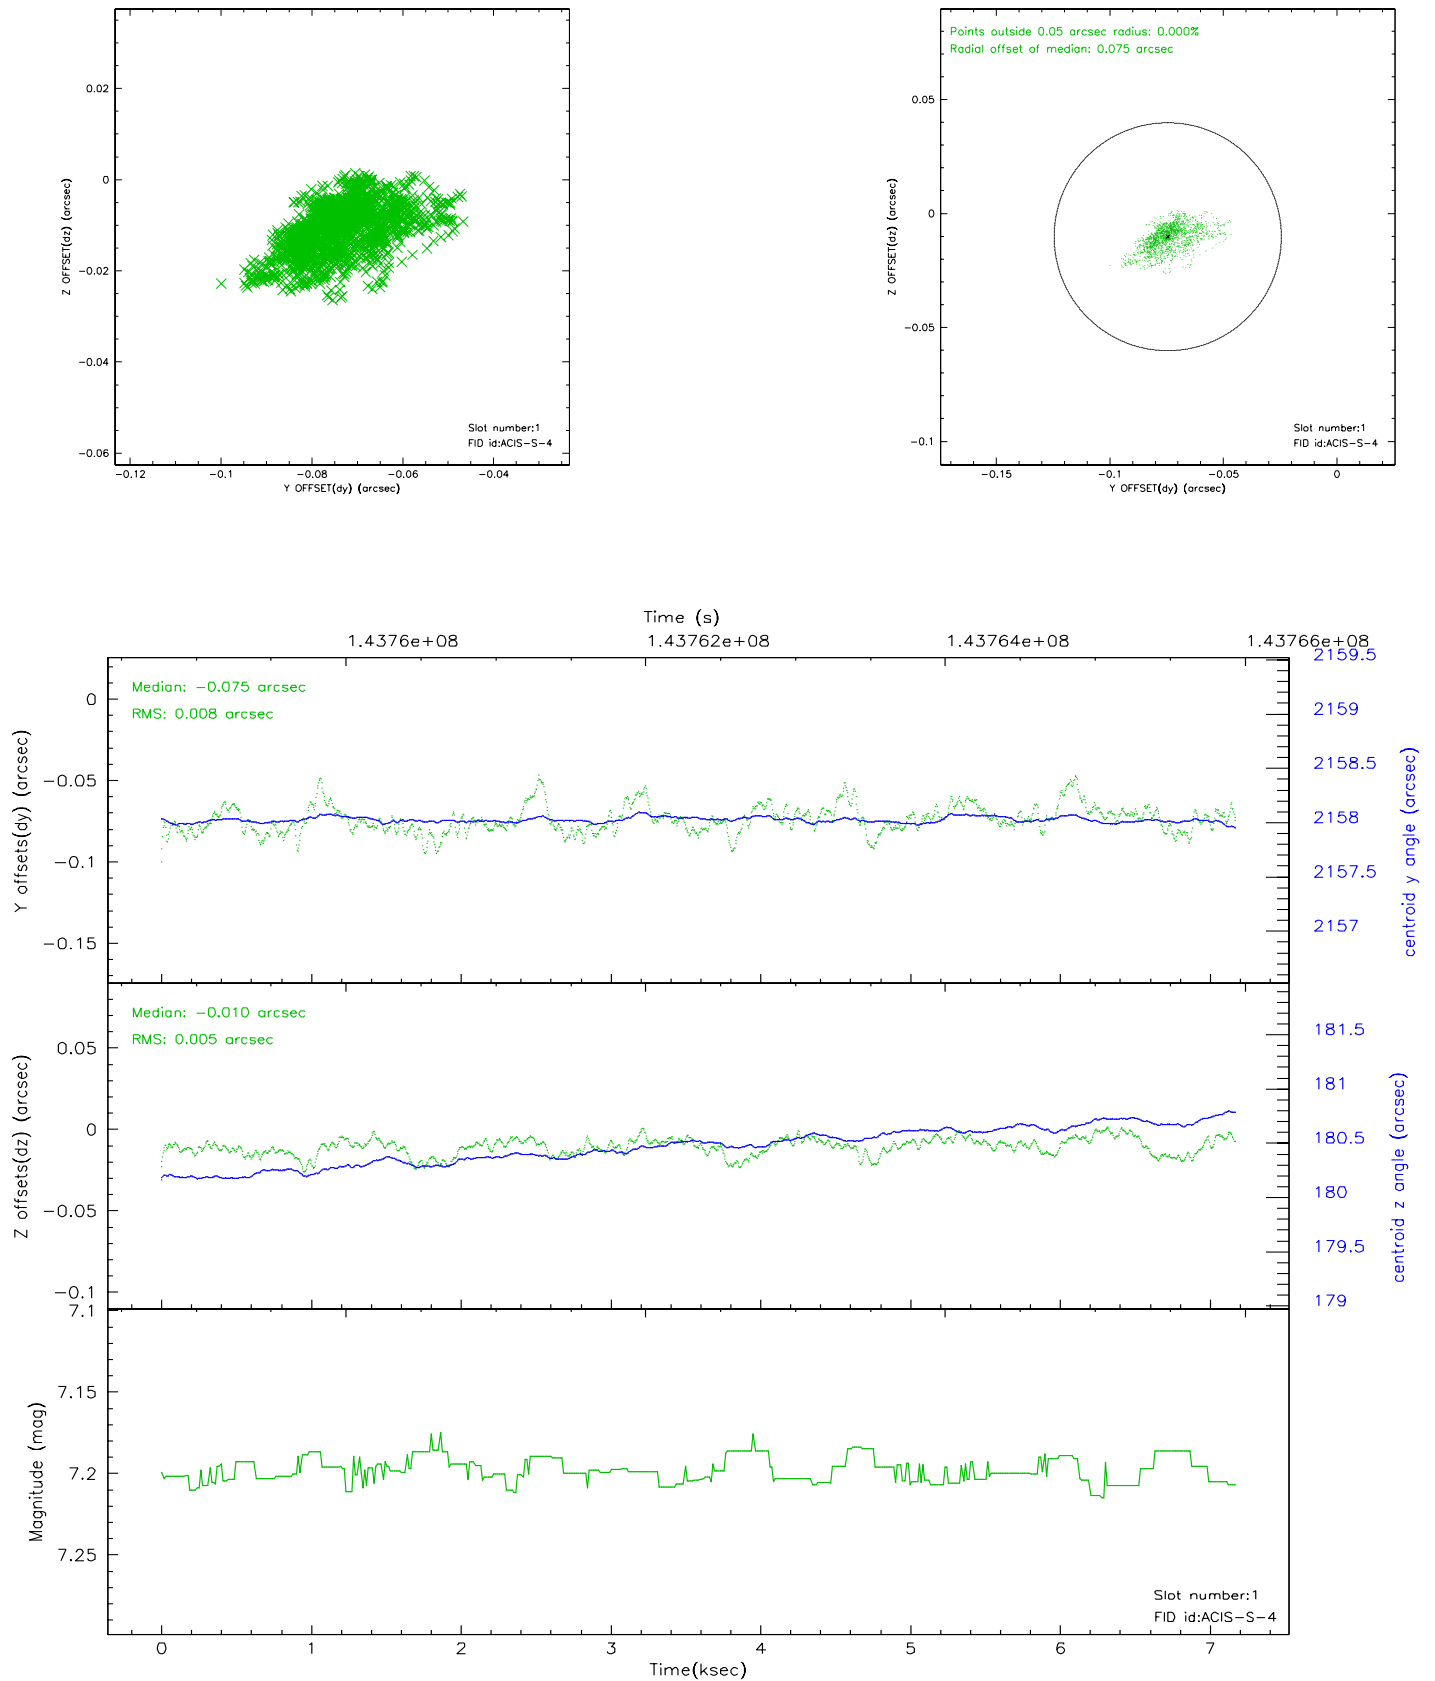 0.02
0
-0.02
-0.04
-0.06
Z OFFSET(dz) (arcsec)
Slot number:1
FID id:ACIS-S-4
-0.12
-0.1
-0.08
-0.06
-0.04
Y OFFSET(dy) (arcsec)
Points outside 0.05 arcsec radius: 0.000%
Radial offset of median: 0.075 arcsec
0.05
0
-0.05
-0.1
Z OFFSET(dz) (arcsec)
Slot number:1
FID id:ACIS-S-4
-0.15
-0.1
-0.05
0
Y OFFSET(dy) (arcsec)
Time (s)
1.4376e+08
1.43762e+08
1.43764e+08
1.43766e+08
Median: -0.075 arcsec
RMS: 0.008 arcsec
0
-0.05
-0.1
-0.15
Y offsets(dy) (arcsec)
2159.5
2159
2158.5
2158
2157.5
2157
centroid y angle (arcsec)
Median: -0.010 arcsec
RMS: 0.005 arcsec
0.05
0
-0.05
-0.1
Z offsets(dz) (arcsec)
181.5
181
180.5
180
179.5
179
centroid z angle (arcsec)
7.1
7.15
7.2
7.25
Magnitude (mag)
Slot number:1
FID id:ACIS-S-4
0
1
2
3
4
5
6
7
Time(ksec)